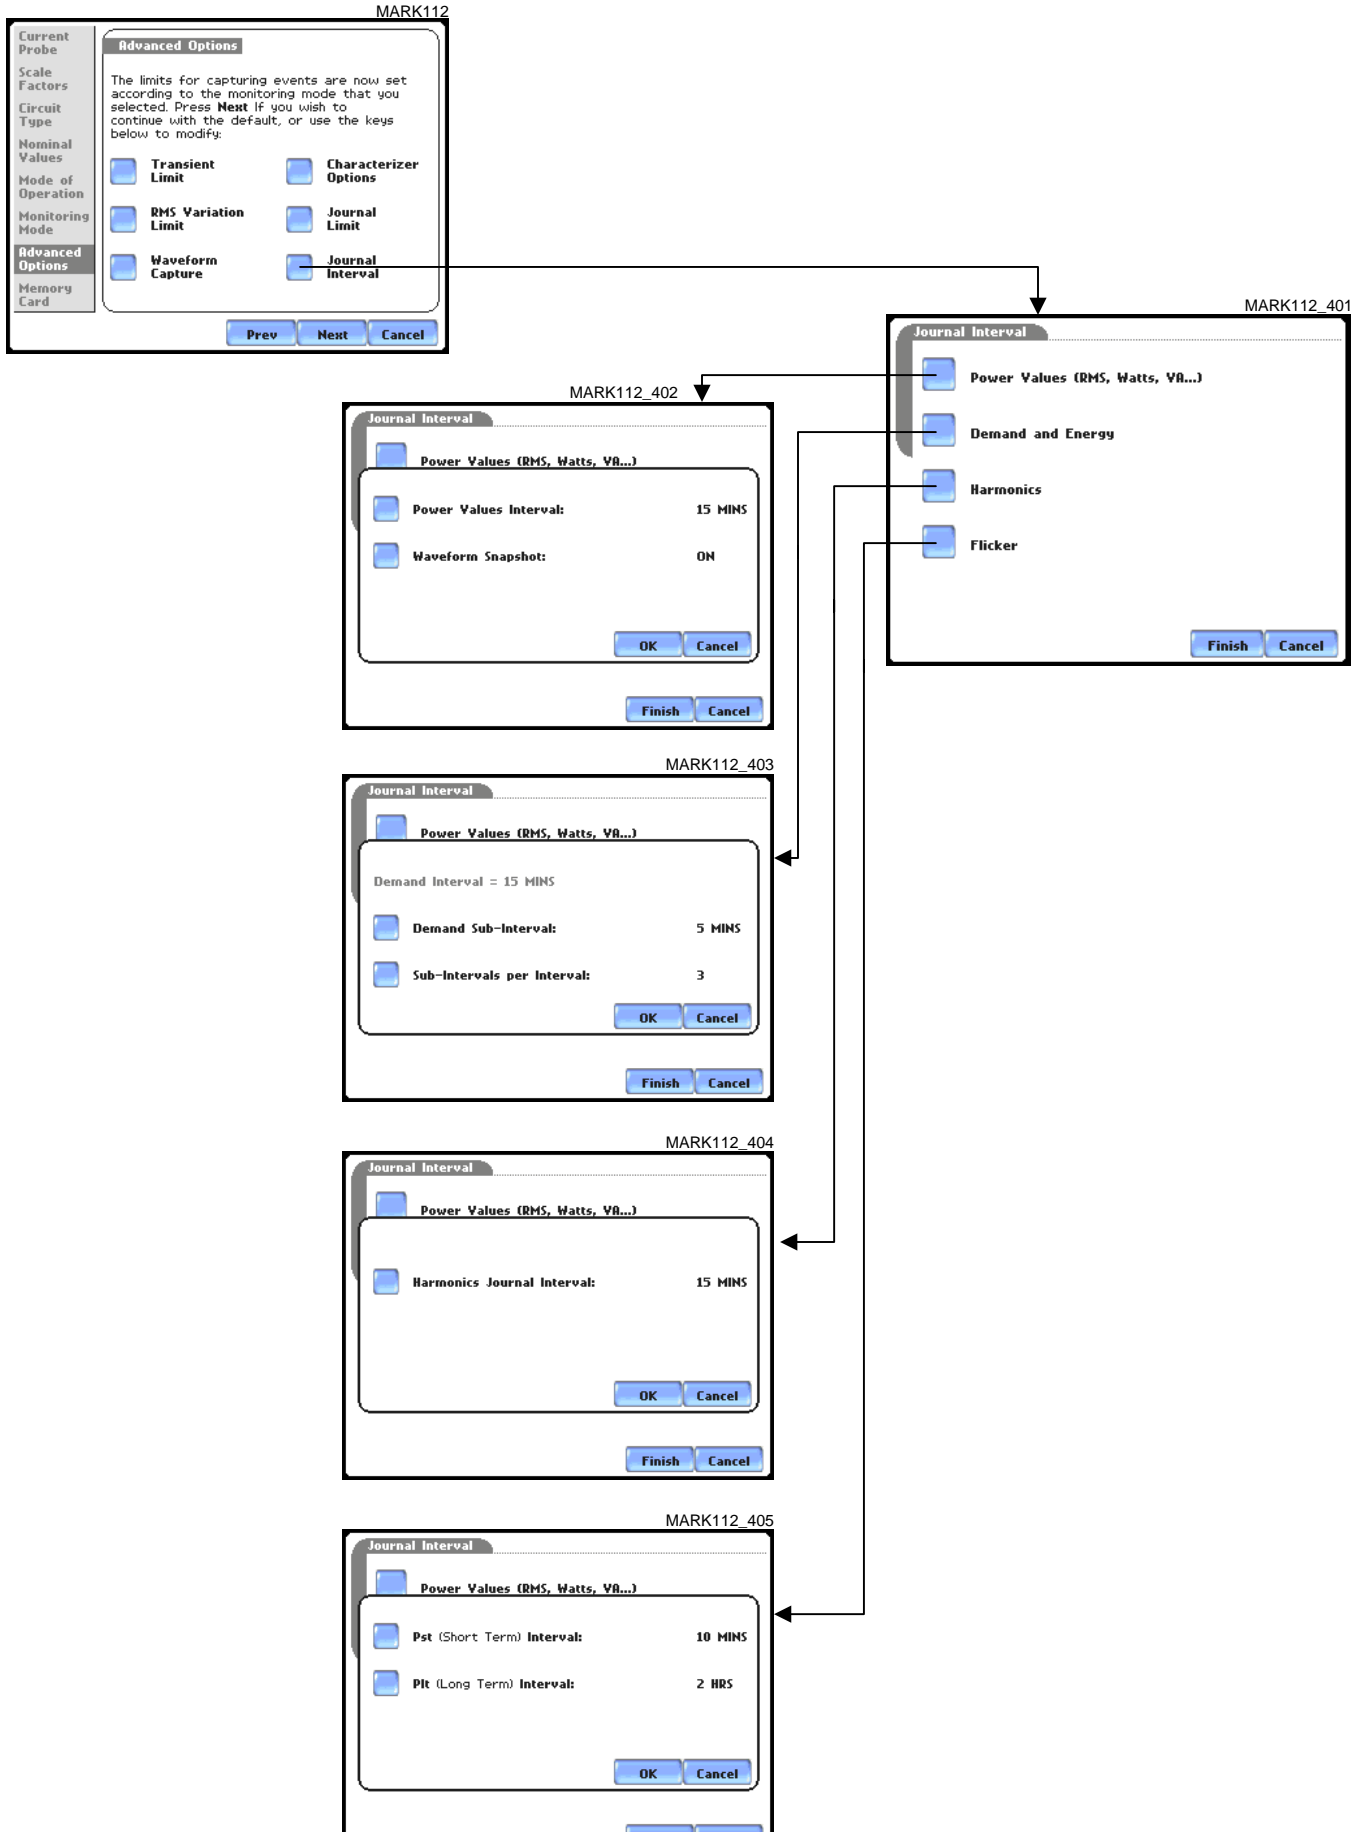 MARK112
Current
Probe
Scale
Factors
Circuit
Type
Nominal
Values
Mode of
Operation
Monitoring
Mode
Advanced
Options
Memory
Card
Advanced Options
The limits for capturing events are now set
according to the monitoring mode that you
selected. Press Next If you wish to
continue with the default, or use the keys
below to modify:
Transient
Limit
Characterizer
Options
RMS Variation
Limit
Journal
Limit
Waveform
Capture
Journal
Interval
Prev Next Cancel
MARK112_401
Journal Interval
Power Values (RMS, Watts, VA...)
Demand and Energy
Harmonics
Flicker
Finish Cancel
MARK112_402
Journal Interval
Power Values (RMS, Watts, VA...)
Power Values Interval: 15 MINS
Waveform Snapshot: ON
OK Cancel
Finish Cancel
MARK112_403
Journal Interval
Power Values (RMS, Watts, VA...)
Demand Interval = 15 MINS
Demand Sub-Interval: 5 MINS
Sub-Intervals per Interval: 3
OK Cancel
Finish Cancel
MARK112_404
Journal Interval
Power Values (RMS, Watts, VA...)
Harmonics Journal Interval: 15 MINS
OK Cancel
Finish Cancel
MARK112_405
Journal Interval
Power Values (RMS, Watts, VA...)
Pst (Short Term) Interval: 10 MINS
Plt (Long Term) Interval: 2 HRS
OK Cancel